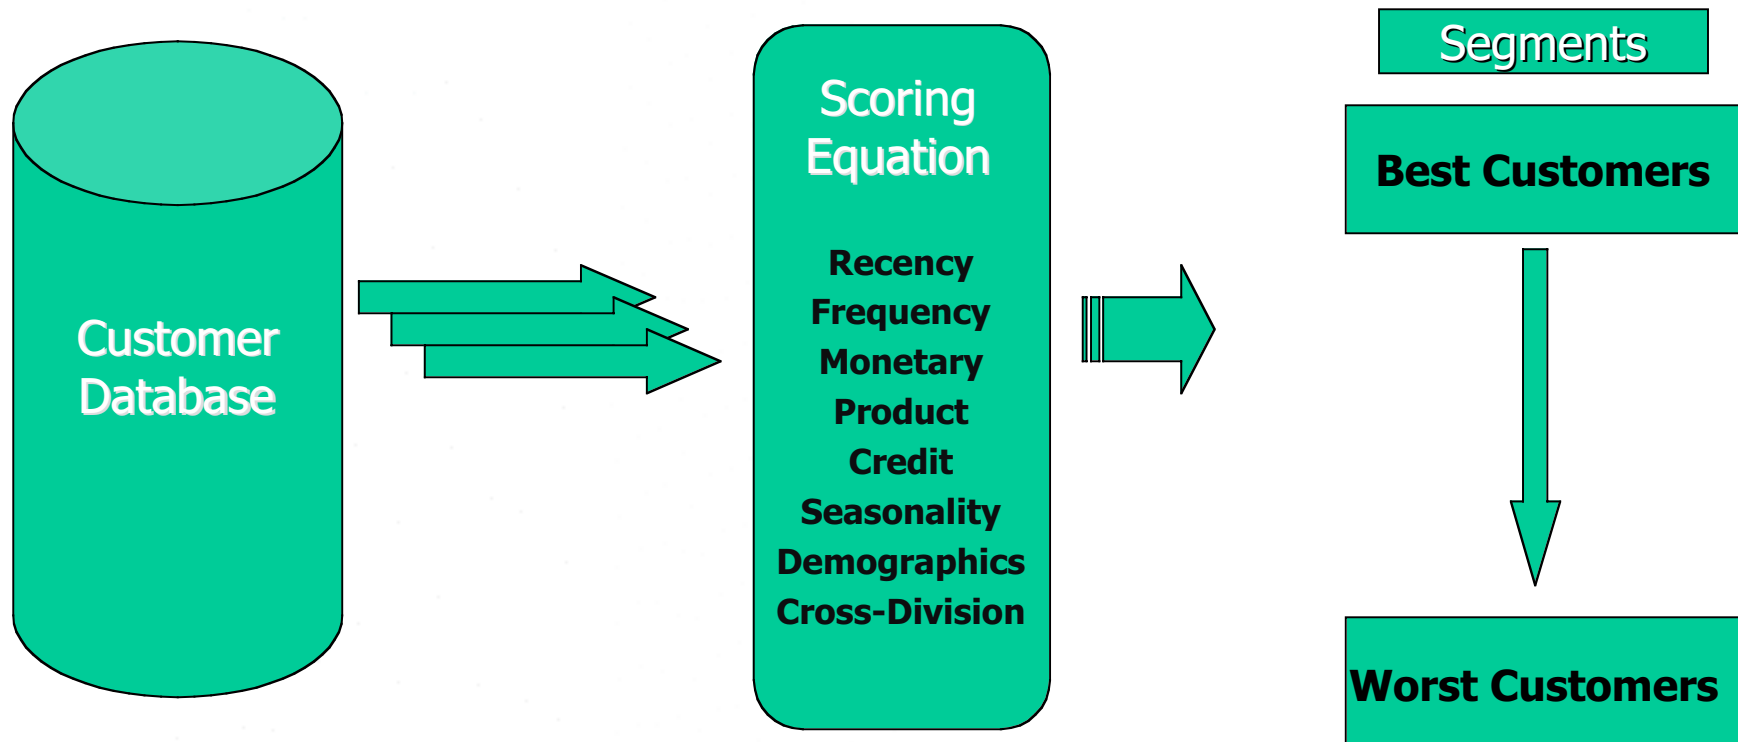 Customer
Database
Scoring
Equation
Recency
Frequency
Monetary
Product
Credit
Seasonality
Demographics
Cross-Division
Segments
Best Customers
Worst Customers